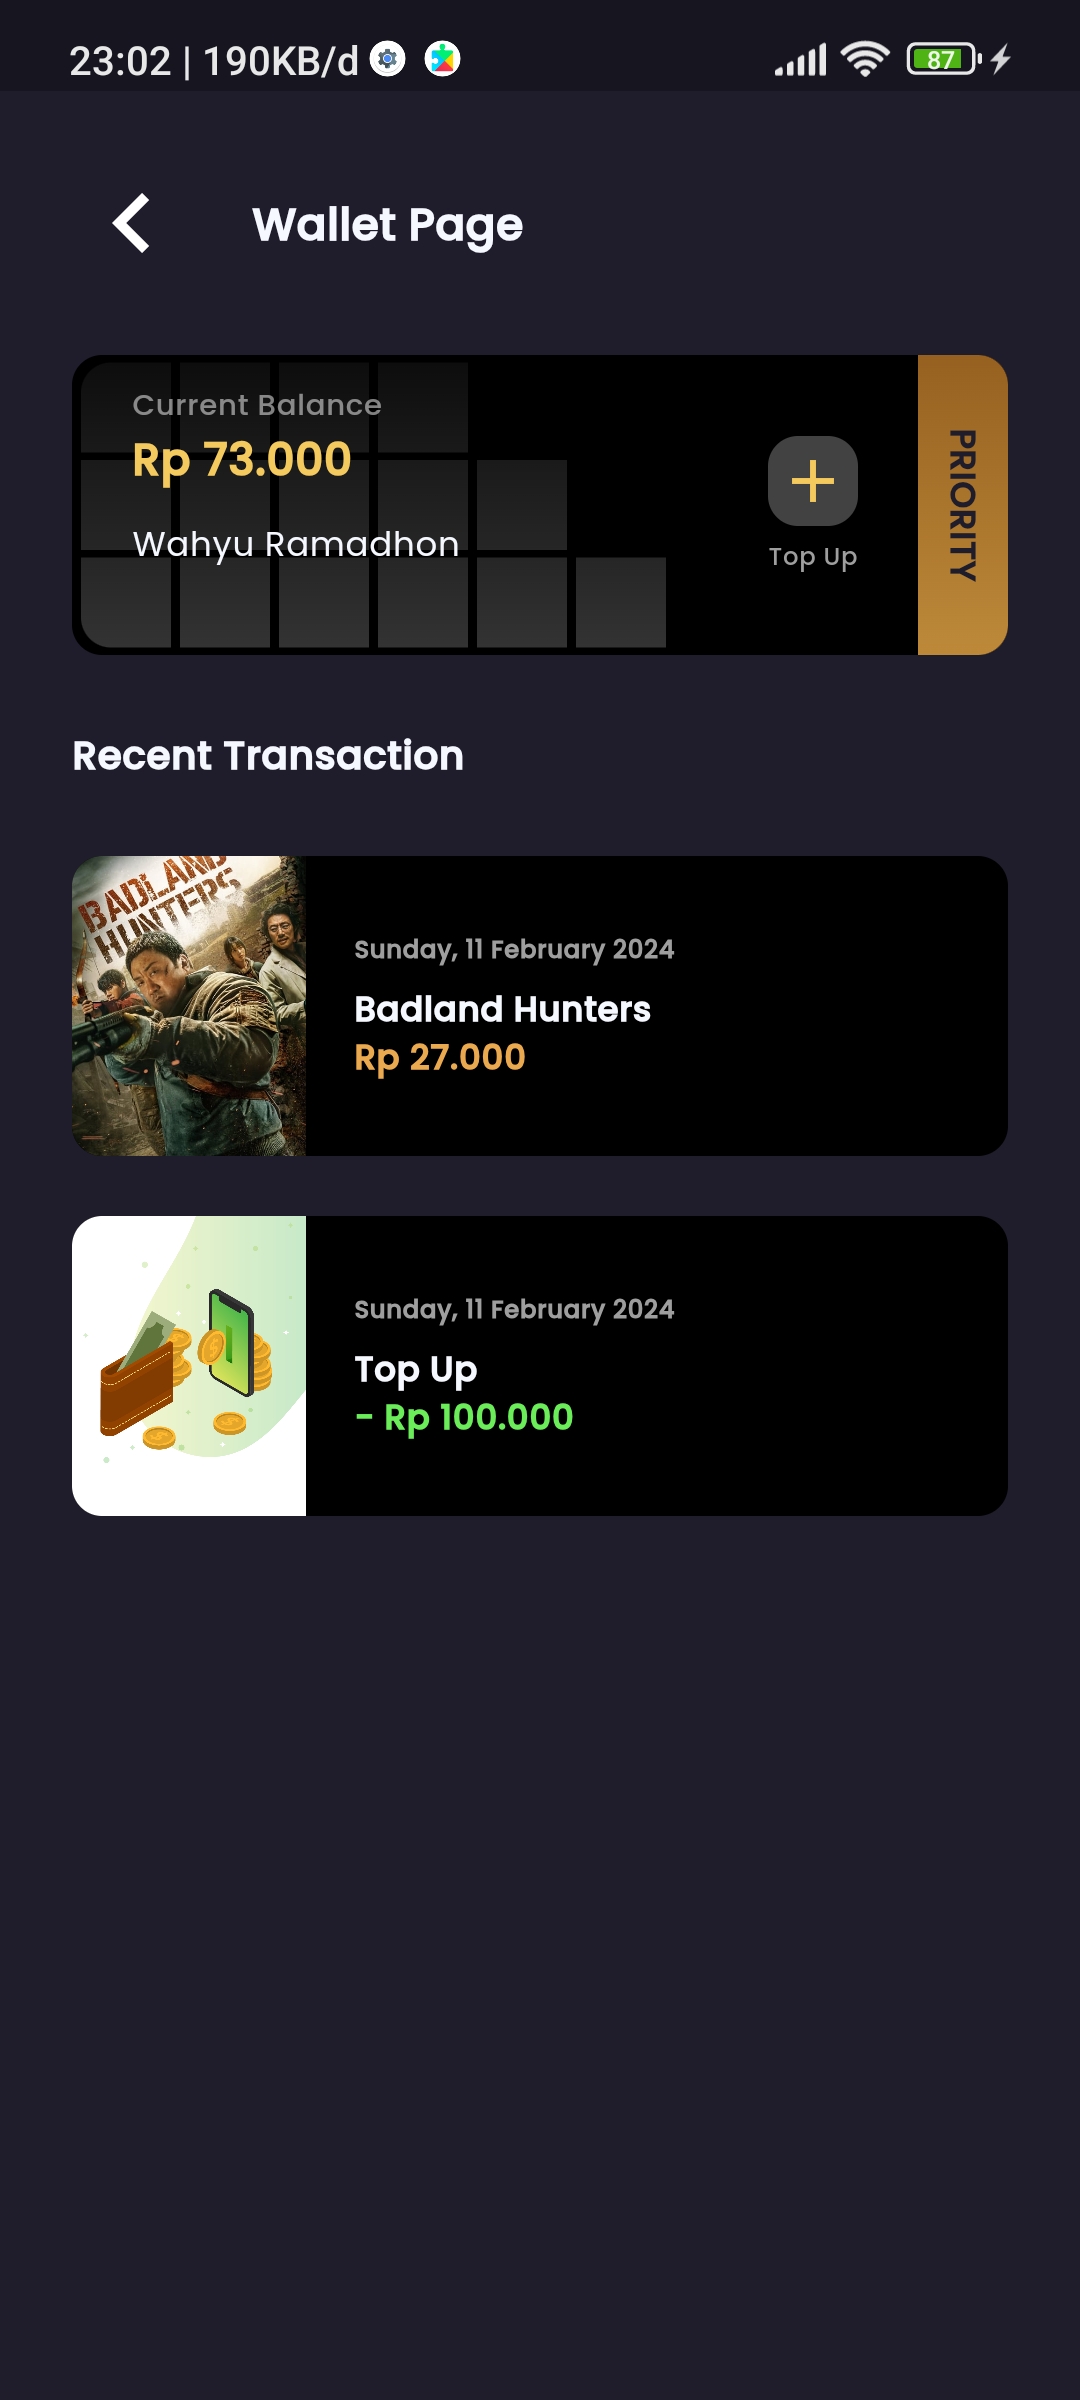 23:02 | 190KB/d
87
Wallet Page
Current Balance
Rp 73.000
Wahyu Ramadhon
Top Up
PRIORITY
Recent Transaction
BADLAND
HUNTERS
Sunday, 11 February 2024
Badland Hunters
Rp 27.000
Sunday, 11 February 2024
Top Up
- Rp 100.000